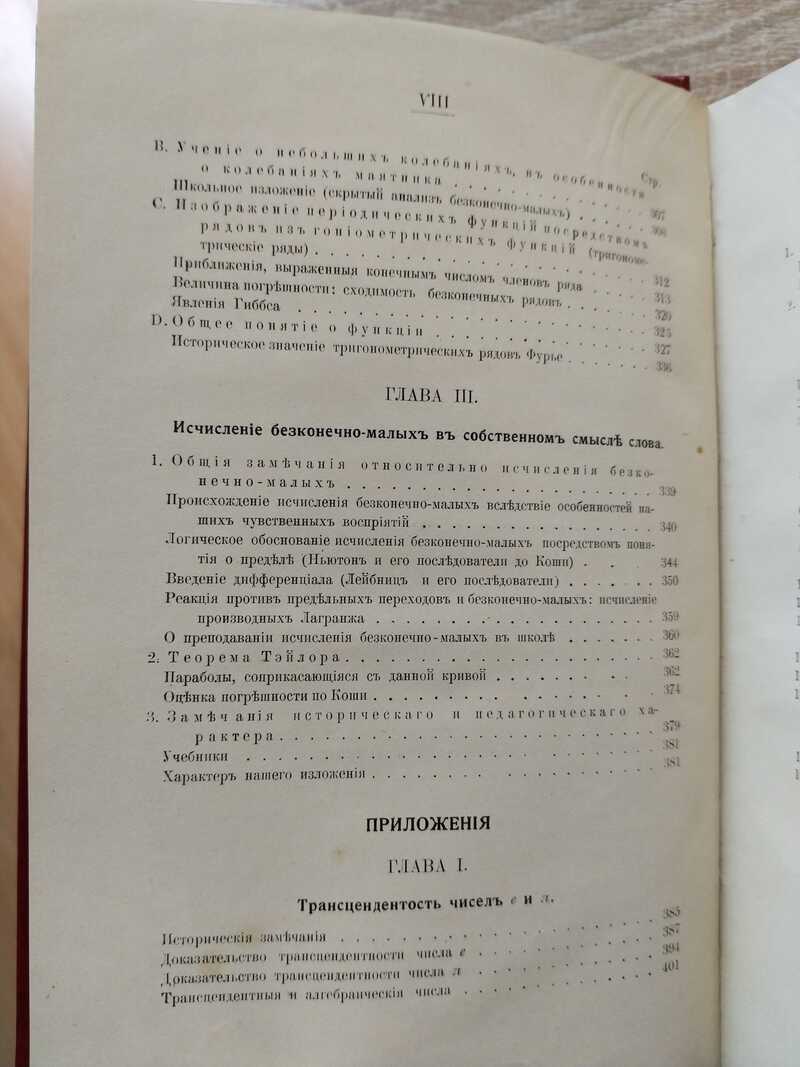 VIII
Стр.
B. Ученіе о небольшихъ колебаніяхъ, въ особенности
о колебаніяхъ маятника . . . . . . . . . . 307
Школьное изложеніе (скрытый анализъ безконечно-малыхъ) . . .
C. Изображеніе періодическихъ функцій посредствомъ
рядовъ изъ гоніометрическихъ функцій (тригономе-
трическіе ряды) . . . . . . . . . . . . . . . 312
Приближенія, выраженныя конечнымъ числомъ членовъ ряда . . . . 313
Величина погрѣшности; сходимость безконечныхъ рядовъ . . . . . 320
Явленія Гиббса . . . . . . . . . . . . . . . . 325
D. Общее понятіе о функціи . . . . . . . . . . . . 327
Историческое значеніе тригонометрическихъ рядовъ Фурье . . . . . 336
ГЛАВА III.
Исчисленіе безконечно-малыхъ въ собственномъ смыслѣ слова.
1. Общія замѣчанія относительно исчисленія безко-
нечно-малыхъ . . . . . . . . . . . . . . . . 339
Происхожденіе исчисленія безконечно-малыхъ вслѣдствіе особенностей на-
шихъ чувственныхъ воспріятій . . . . . . . . . . . . 340
Логическое обоснованіе исчисленія безконечно-малыхъ посредствомъ поня-
тія о предѣлѣ (Ньютонъ и его послѣдователи до Коши) . . 344
Введеніе дифференціала (Лейбницъ и его послѣдователи) . . . . . . 350
Реакція противъ предѣльныхъ переходовъ и безконечно-малыхъ: исчисленіе
производныхъ Лагранжа . . . . . . . . . . . . . . 359
О преподаваніи исчисленія безконечно-малыхъ въ школѣ . . . . . . 360
2. Теорема Тэйлора . . . . . . . . . . . . . . . . 362
Параболы, соприкасающіяся съ данной кривой . . . . . . . . 362
Оцѣнка погрѣшности по Коши . . . . . . . . . . . . . 374
3. Замѣчанія историческаго и педагогическаго ха-
рактера . . . . . . . . . . . . . . . . . . . . 379
Учебники . . . . . . . . . . . . . . . . . . . . 381
Характеръ нашего изложенія . . . . . . . . . . . . . . 381
ПРИЛОЖЕНІЯ
ГЛАВА I.
Трансцендентость чиселъ e и π.
Историческія замѣчанія . . . . . . . . . . . . . . . . 385
Доказательство трансцендентности числа e . . . . . . . . . . 387
Доказательство трансцендентности числа π . . . . . . . . . . 394
Трансцендентныя и алгебраическія числа . . . . . . . . . . . 401